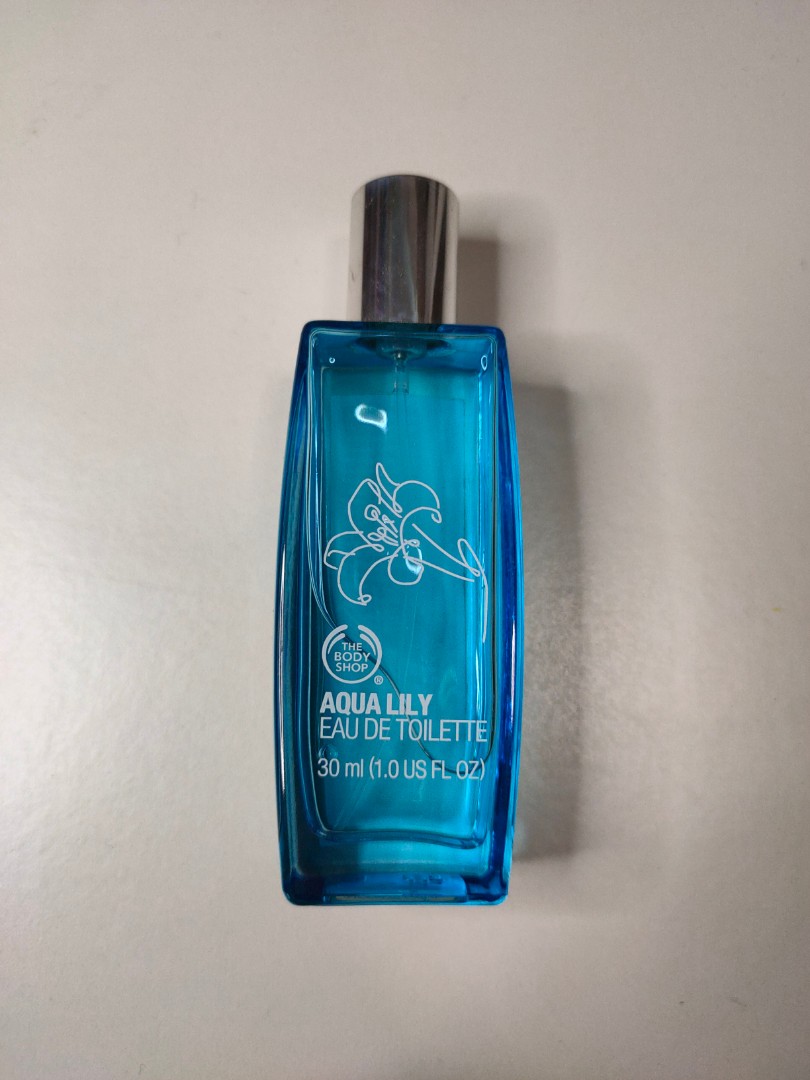 THE
BODY
SHOP
®
AQUA LILY
EAU DE TOILETTE
30 ml (1.0 US FL OZ)